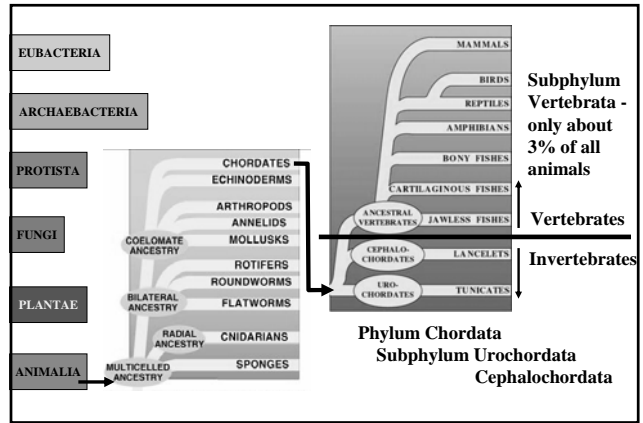 EUBACTERIA
ARCHAEBACTERIA
PROTISTA
FUNGI
PLANTAE
ANIMALIA
CHORDATES
ECHINODERMS
ARTHROPODS
ANNELIDS
MOLLUSKS
COELOMATE
ANCESTRY
ROTIFERS
ROUNDWORMS
BILATERAL
ANCESTRY
FLATWORMS
RADIAL
ANCESTRY
CNIDARIANS
MULTICELLED
ANCESTRY
SPONGES
MAMMALS
BIRDS
REPTILES
AMPHIBIANS
BONY FISHES
CARTILAGINOUS FISHES
ANCESTRAL
VERTEBRATES
JAWLESS FISHES
CEPHALO-
CHORDATES
LANCELETS
URO-
CHORDATES
TUNICATES
Subphylum
Vertebrata -
only about
3% of all
animals
Vertebrates
Invertebrates
Phylum Chordata
Subphylum Urochordata
Cephalochordata